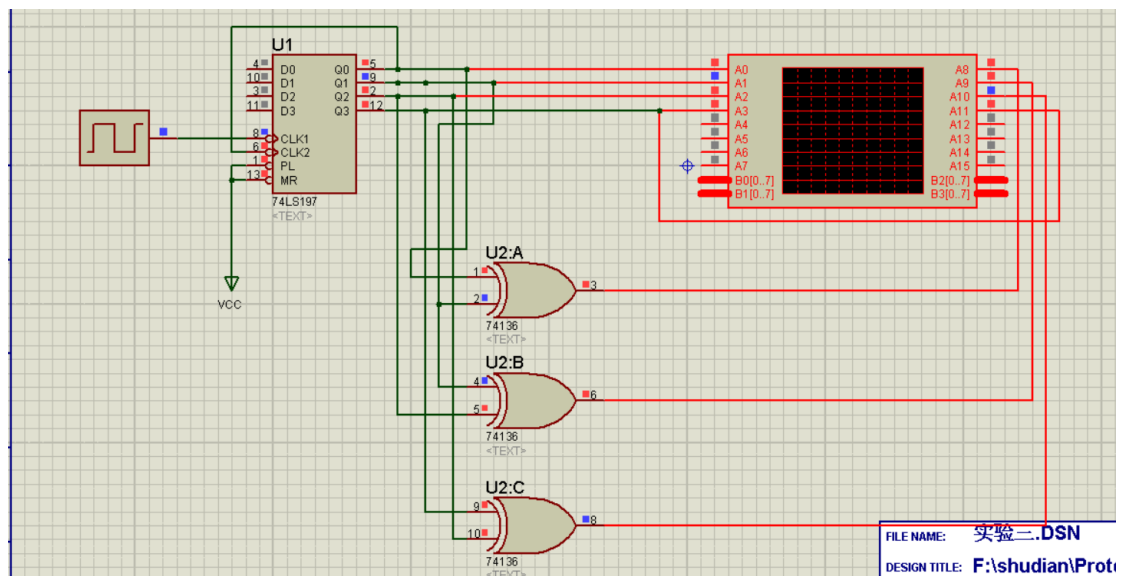 U1
4 D0 Q0 5
10 D1 Q1 9
3 D2 Q2 2
11 D3 Q3 12
8 CLK1
6 CLK2
1 PL
13 MR
74LS197
<TEXT>
VCC
A0 A8
A1 A9
A2 A10
A3 A11
A4 A12
A5 A13
A6 A14
A7 A15
B0[0..7] B2[0..7]
B1[0..7] B3[0..7]
U2:A
1
2
3
74136
<TEXT>
U2:B
4
5
6
74136
<TEXT>
U2:C
9
10
8
74136
<TEXT>
FILE NAME: 实验三.DSN
DESIGN TITLE: F:\shudian\Prote